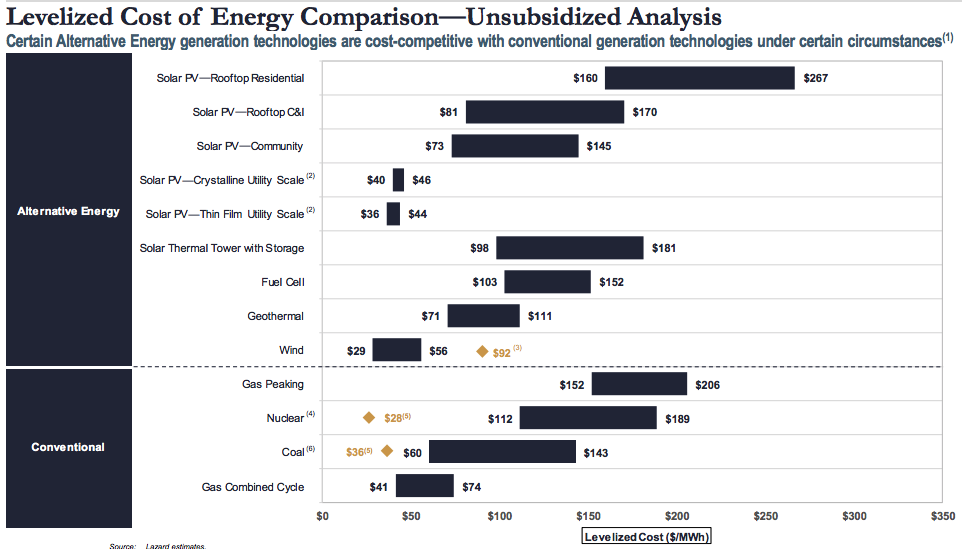 Levelized Cost of Energy Comparison—Unsubsidized Analysis
Certain Alternative Energy generation technologies are cost-competitive with conventional generation technologies under certain circumstances(1)
Alternative Energy
Solar PV—Rooftop Residential $160 $267
Solar PV—Rooftop C&I $81 $170
Solar PV—Community $73 $145
Solar PV—Crystalline Utility Scale (2) $40 $46
Solar PV—Thin Film Utility Scale (2) $36 $44
Solar Thermal Tower with Storage $98 $181
Fuel Cell $103 $152
Geothermal $71 $111
Wind $29 $56 $92 (3)
Conventional
Gas Peaking $152 $206
Nuclear (4) $28(5) $112 $189
Coal (6) $36(5) $60 $143
Gas Combined Cycle $41 $74
$0 $50 $100 $150 $200 $250 $300 $350
Levelized Cost ($/MWh)
Source: Lazard estimates.